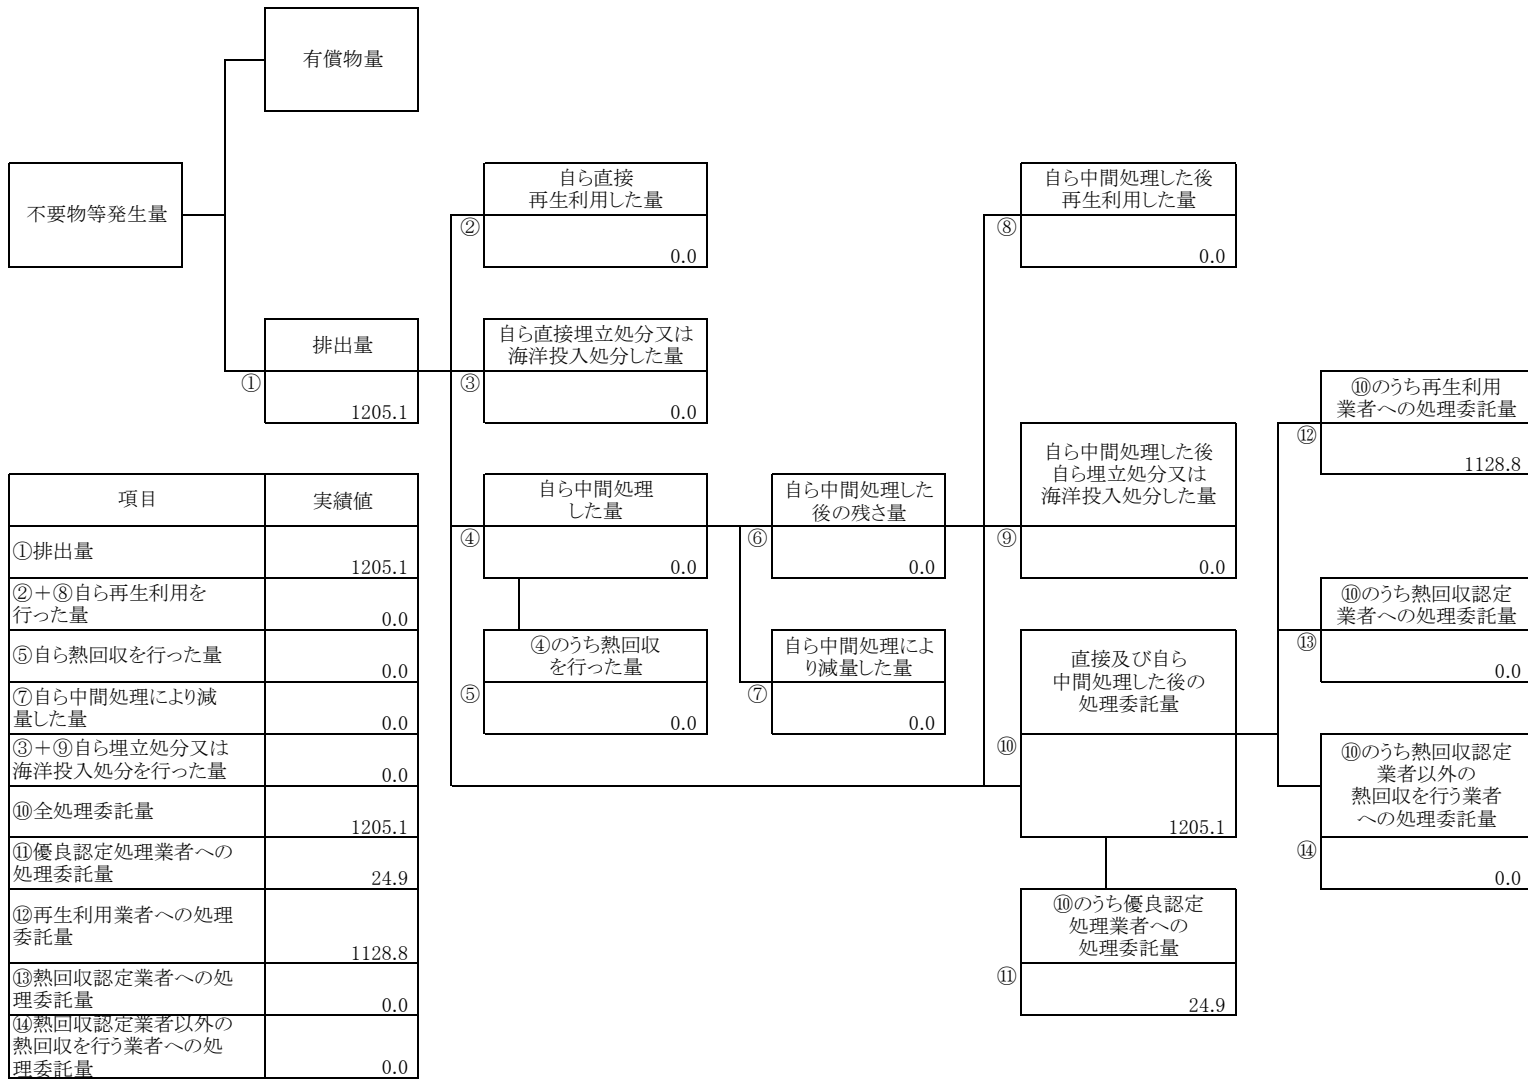 有償物量
不要物等発生量
排出量
①
1205.1
自ら直接
再生利用した量
②
0.0
自ら直接埋立処分又は
海洋投入処分した量
③
0.0
自ら中間処理
した量
④
0.0
④のうち熱回収
を行った量
⑤
0.0
自ら中間処理した
後の残さ量
⑥
0.0
自ら中間処理によ
り減量した量
⑦
0.0
自ら中間処理した後
再生利用した量
⑧
0.0
自ら中間処理した後
自ら埋立処分又は
海洋投入処分した量
⑨
0.0
直接及び自ら
中間処理した後の
処理委託量
⑩
1205.1
⑩のうち優良認定
処理業者への
処理委託量
⑪
24.9
⑩のうち再生利用
業者への処理委託量
⑫
1128.8
⑩のうち熱回収認定
業者への処理委託量
⑬
0.0
⑩のうち熱回収認定
業者以外の
熱回収を行う業者
への処理委託量
⑭
0.0
項目 実績値
①排出量
1205.1
②+⑧自ら再生利用を
行った量
0.0
⑤自ら熱回収を行った量
0.0
⑦自ら中間処理により減
量した量
0.0
③+⑨自ら埋立処分又は
海洋投入処分を行った量
0.0
⑩全処理委託量
1205.1
⑪優良認定処理業者への
処理委託量
24.9
⑫再生利用業者への処理
委託量
1128.8
⑬熱回収認定業者への処
理委託量
0.0
⑭熱回収認定業者以外の
熱回収を行う業者への処
理委託量
0.0